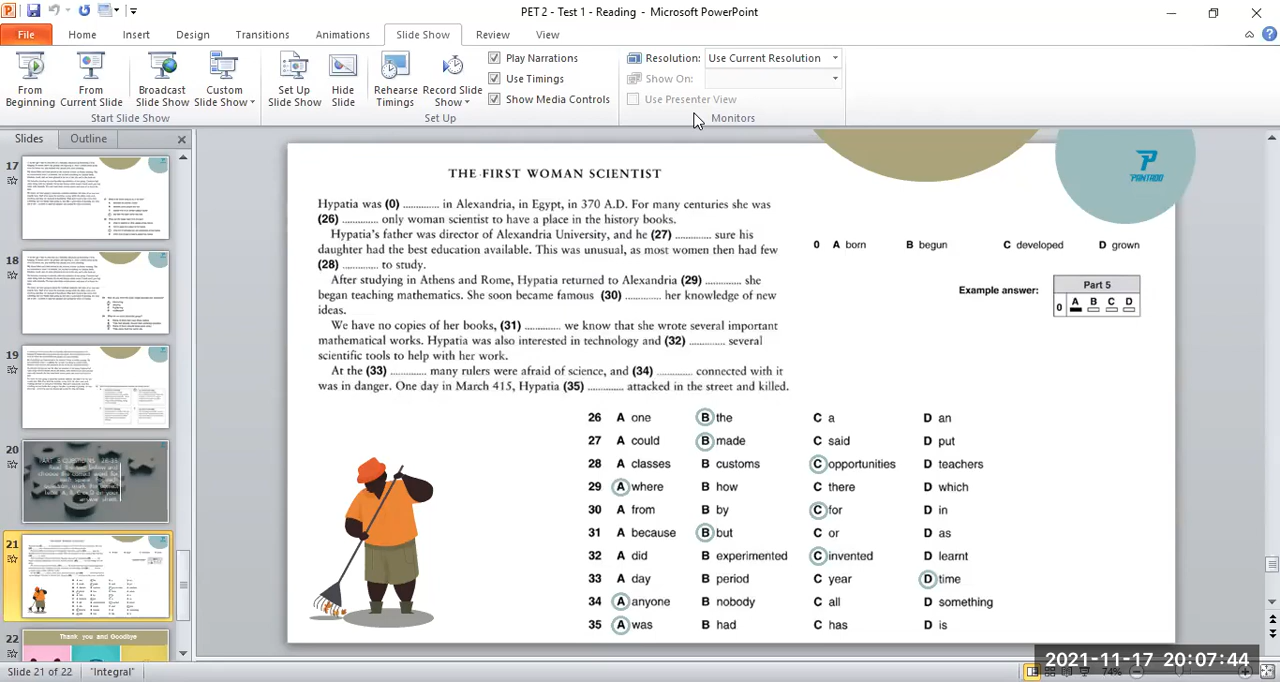 PET 2 - Test 1 - Reading - Microsoft PowerPoint
File Home Insert Design Transitions Animations Slide Show Review View
From Beginning
From Current Slide
Broadcast Slide Show
Custom Slide Show
Start Slide Show
Set Up Slide Show
Hide Slide
Rehearse Timings
Record Slide Show
Play Narrations
Use Timings
Show Media Controls
Set Up
Resolution: Use Current Resolution
Show On:
Use Presenter View
Monitors
Slides Outline
17
18
19
20
21
22
Thank you and Goodbye
PANTADO
THE FIRST WOMAN SCIENTIST
Hypatia was (0) ............ in Alexandria, in Egypt, in 370 A.D. For many centuries she was
(26) ............ only woman scientist to have a place in the history books.
Hypatia's father was director of Alexandria University, and he (27) ............ sure his
daughter had the best education available. This was unusual, as most women then had few
(28) ............ to study.
After studying in Athens and Rome, Hypatia returned to Alexandria (29) ............ she
began teaching mathematics. She soon became famous (30) ............ her knowledge of new
ideas.
We have no copies of her books, (31) ............ we know that she wrote several important
mathematical works. Hypatia was also interested in technology and (32) ............ several
scientific tools to help with her work.
At the (33) ............ many rulers were afraid of science, and (34) ............ connected with it
was in danger. One day in March 415, Hypatia (35) ............ attacked in the street and killed.
0 A born B begun C developed D grown
Example answer:
Part 5
0 A B C D
26 A one B the C a D an
27 A could B made C said D put
28 A classes B customs C opportunities D teachers
29 A where B how C there D which
30 A from B by C for D in
31 A because B but C or D as
32 A did B experimented C invented D learnt
33 A day B period C year D time
34 A anyone B nobody C all D something
35 A was B had C has D is
Slide 21 of 22 "Integral"
74%
2021-11-17 20:07:44